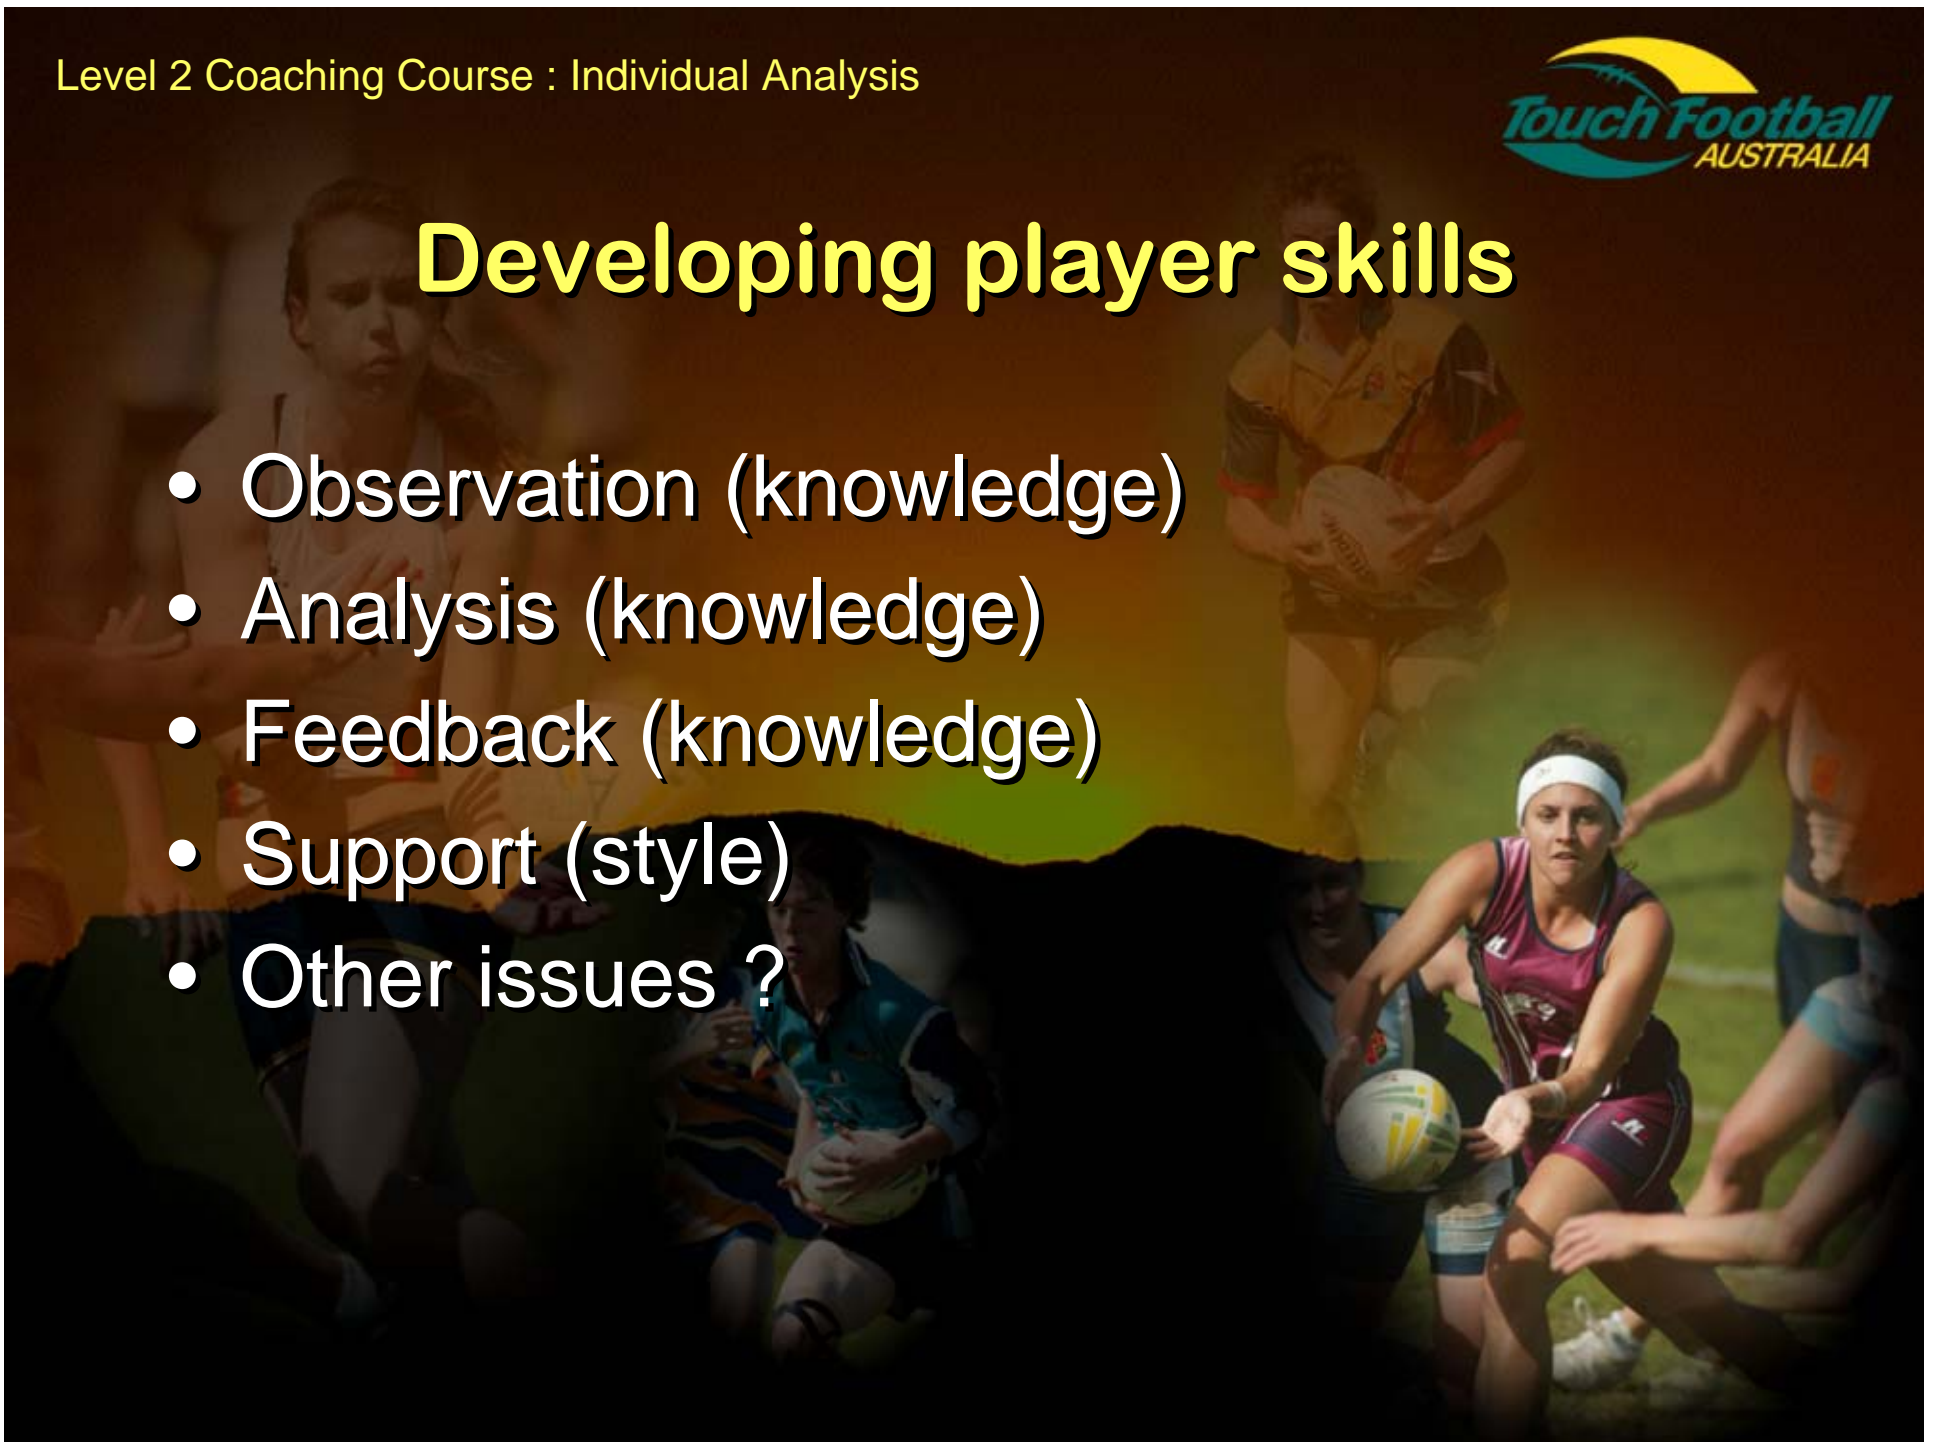 Level 2 Coaching Course : Individual Analysis
Touch Football
AUSTRALIA
Developing player skills
• Observation (knowledge)
• Analysis (knowledge)
• Feedback (knowledge)
• Support (style)
• Other issues ?